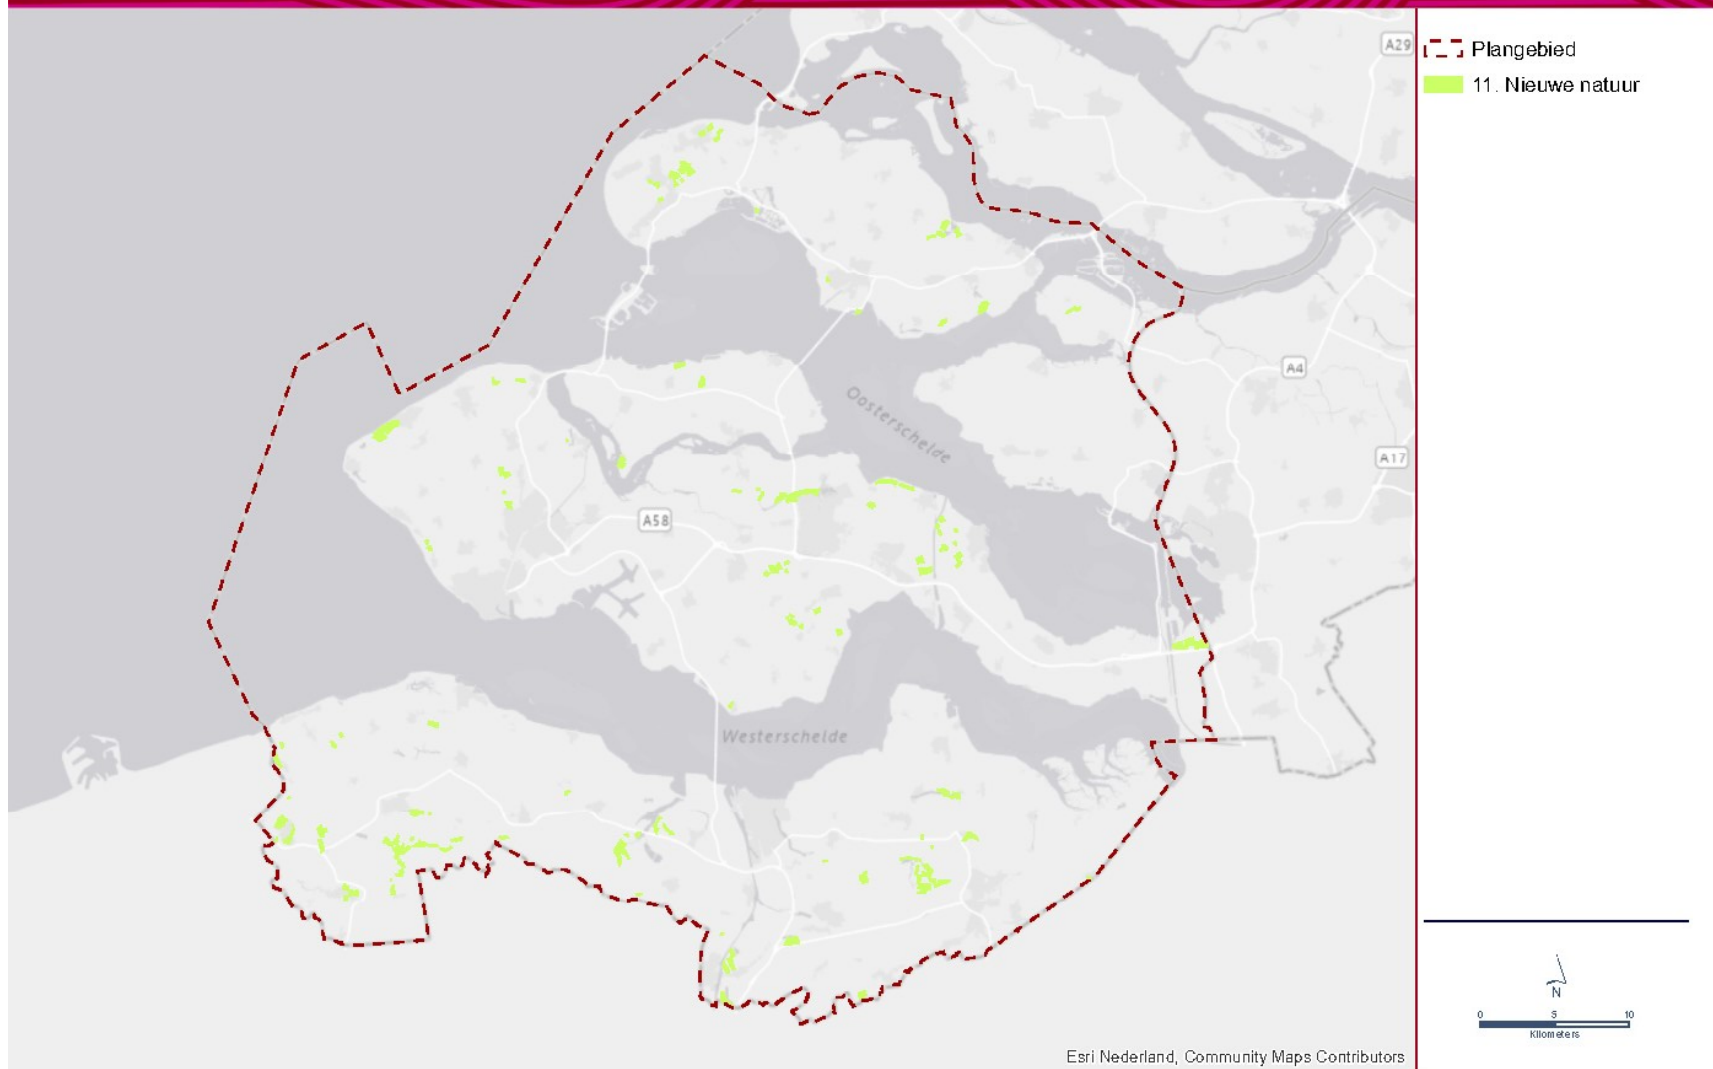 Plangebied
11. Nieuwe natuur
A29
A4
A17
A58
Oosterschelde
Westerschelde
N
0 5 10
Kilometers
Esri Nederland, Community Maps Contributors